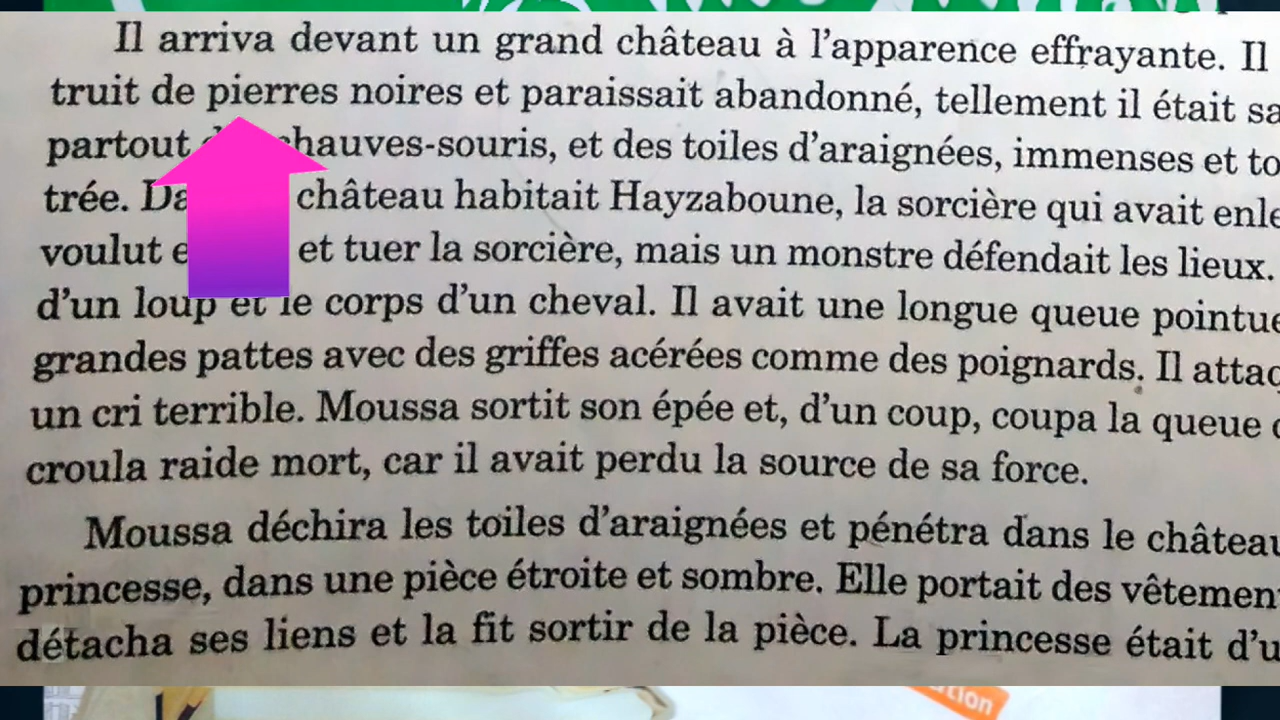 Il arriva devant un grand château à l'apparence effrayante. Il
truit de pierres noires et paraissait abandonné, tellement il était sa
partout chauves-souris, et des toiles d'araignées, immenses et to
trée. Da château habitait Hayzaboune, la sorcière qui avait enle
voulut e et tuer la sorcière, mais un monstre défendait les lieux.
d'un loup et le corps d'un cheval. Il avait une longue queue pointue
grandes pattes avec des griffes acérées comme des poignards. Il attaq
un cri terrible. Moussa sortit son épée et, d'un coup, coupa la queue
croula raide mort, car il avait perdu la source de sa force.
Moussa déchira les toiles d'araignées et pénétra dans le château
princesse, dans une pièce étroite et sombre. Elle portait des vêtemen
détacha ses liens et la fit sortir de la pièce. La princesse était d'u